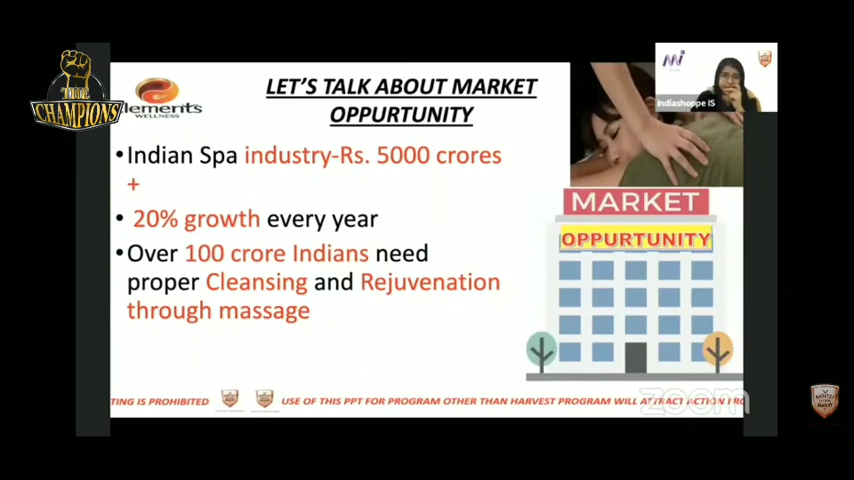 THE
CHAMPIONS
elements
WELLNESS
LET'S TALK ABOUT MARKET
OPPURTUNITY
Indiashoppe IS
•Indian Spa industry-Rs. 5000 crores
+
• 20% growth every year
•Over 100 crore Indians need
proper Cleansing and Rejuvenation
through massage
MARKET
OPPURTUNITY
TING IS PROHIBITED
USE OF THIS PPT FOR PROGRAM OTHER THAN HARVEST PROGRAM WILL ATTRACT ACTION FRO
zoom